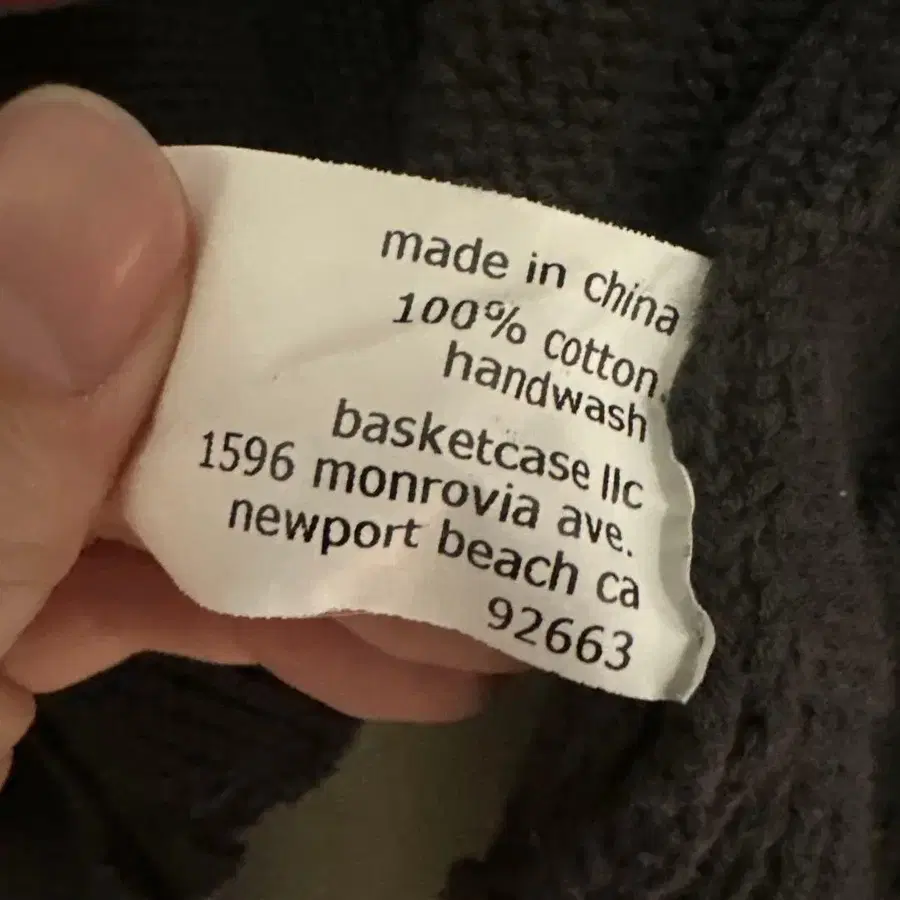 made in china
100% cotton
handwash
basketcase llc
1596 monrovia ave.
newport beach ca
92663